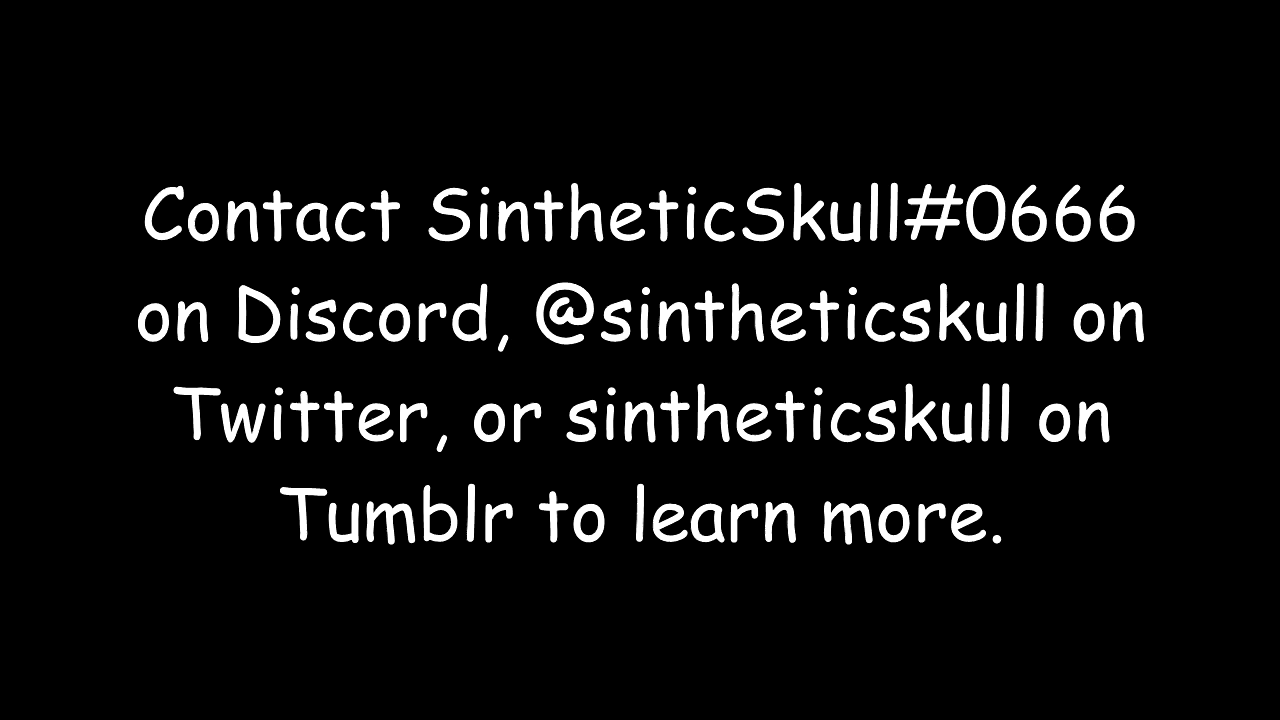 Contact SintheticSkull#0666
on Discord, @sintheticskull on
Twitter, or sintheticskull on
Tumblr to learn more.